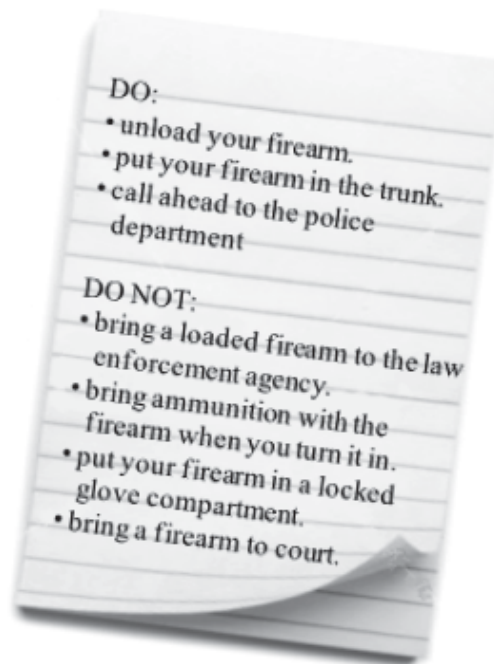 DO:
• unload your firearm.
• put your firearm in the trunk.
• call ahead to the police
department
DO NOT:
• bring a loaded firearm to the law
enforcement agency.
• bring ammunition with the
firearm when you turn it in.
• put your firearm in a locked
glove compartment.
• bring a firearm to court.